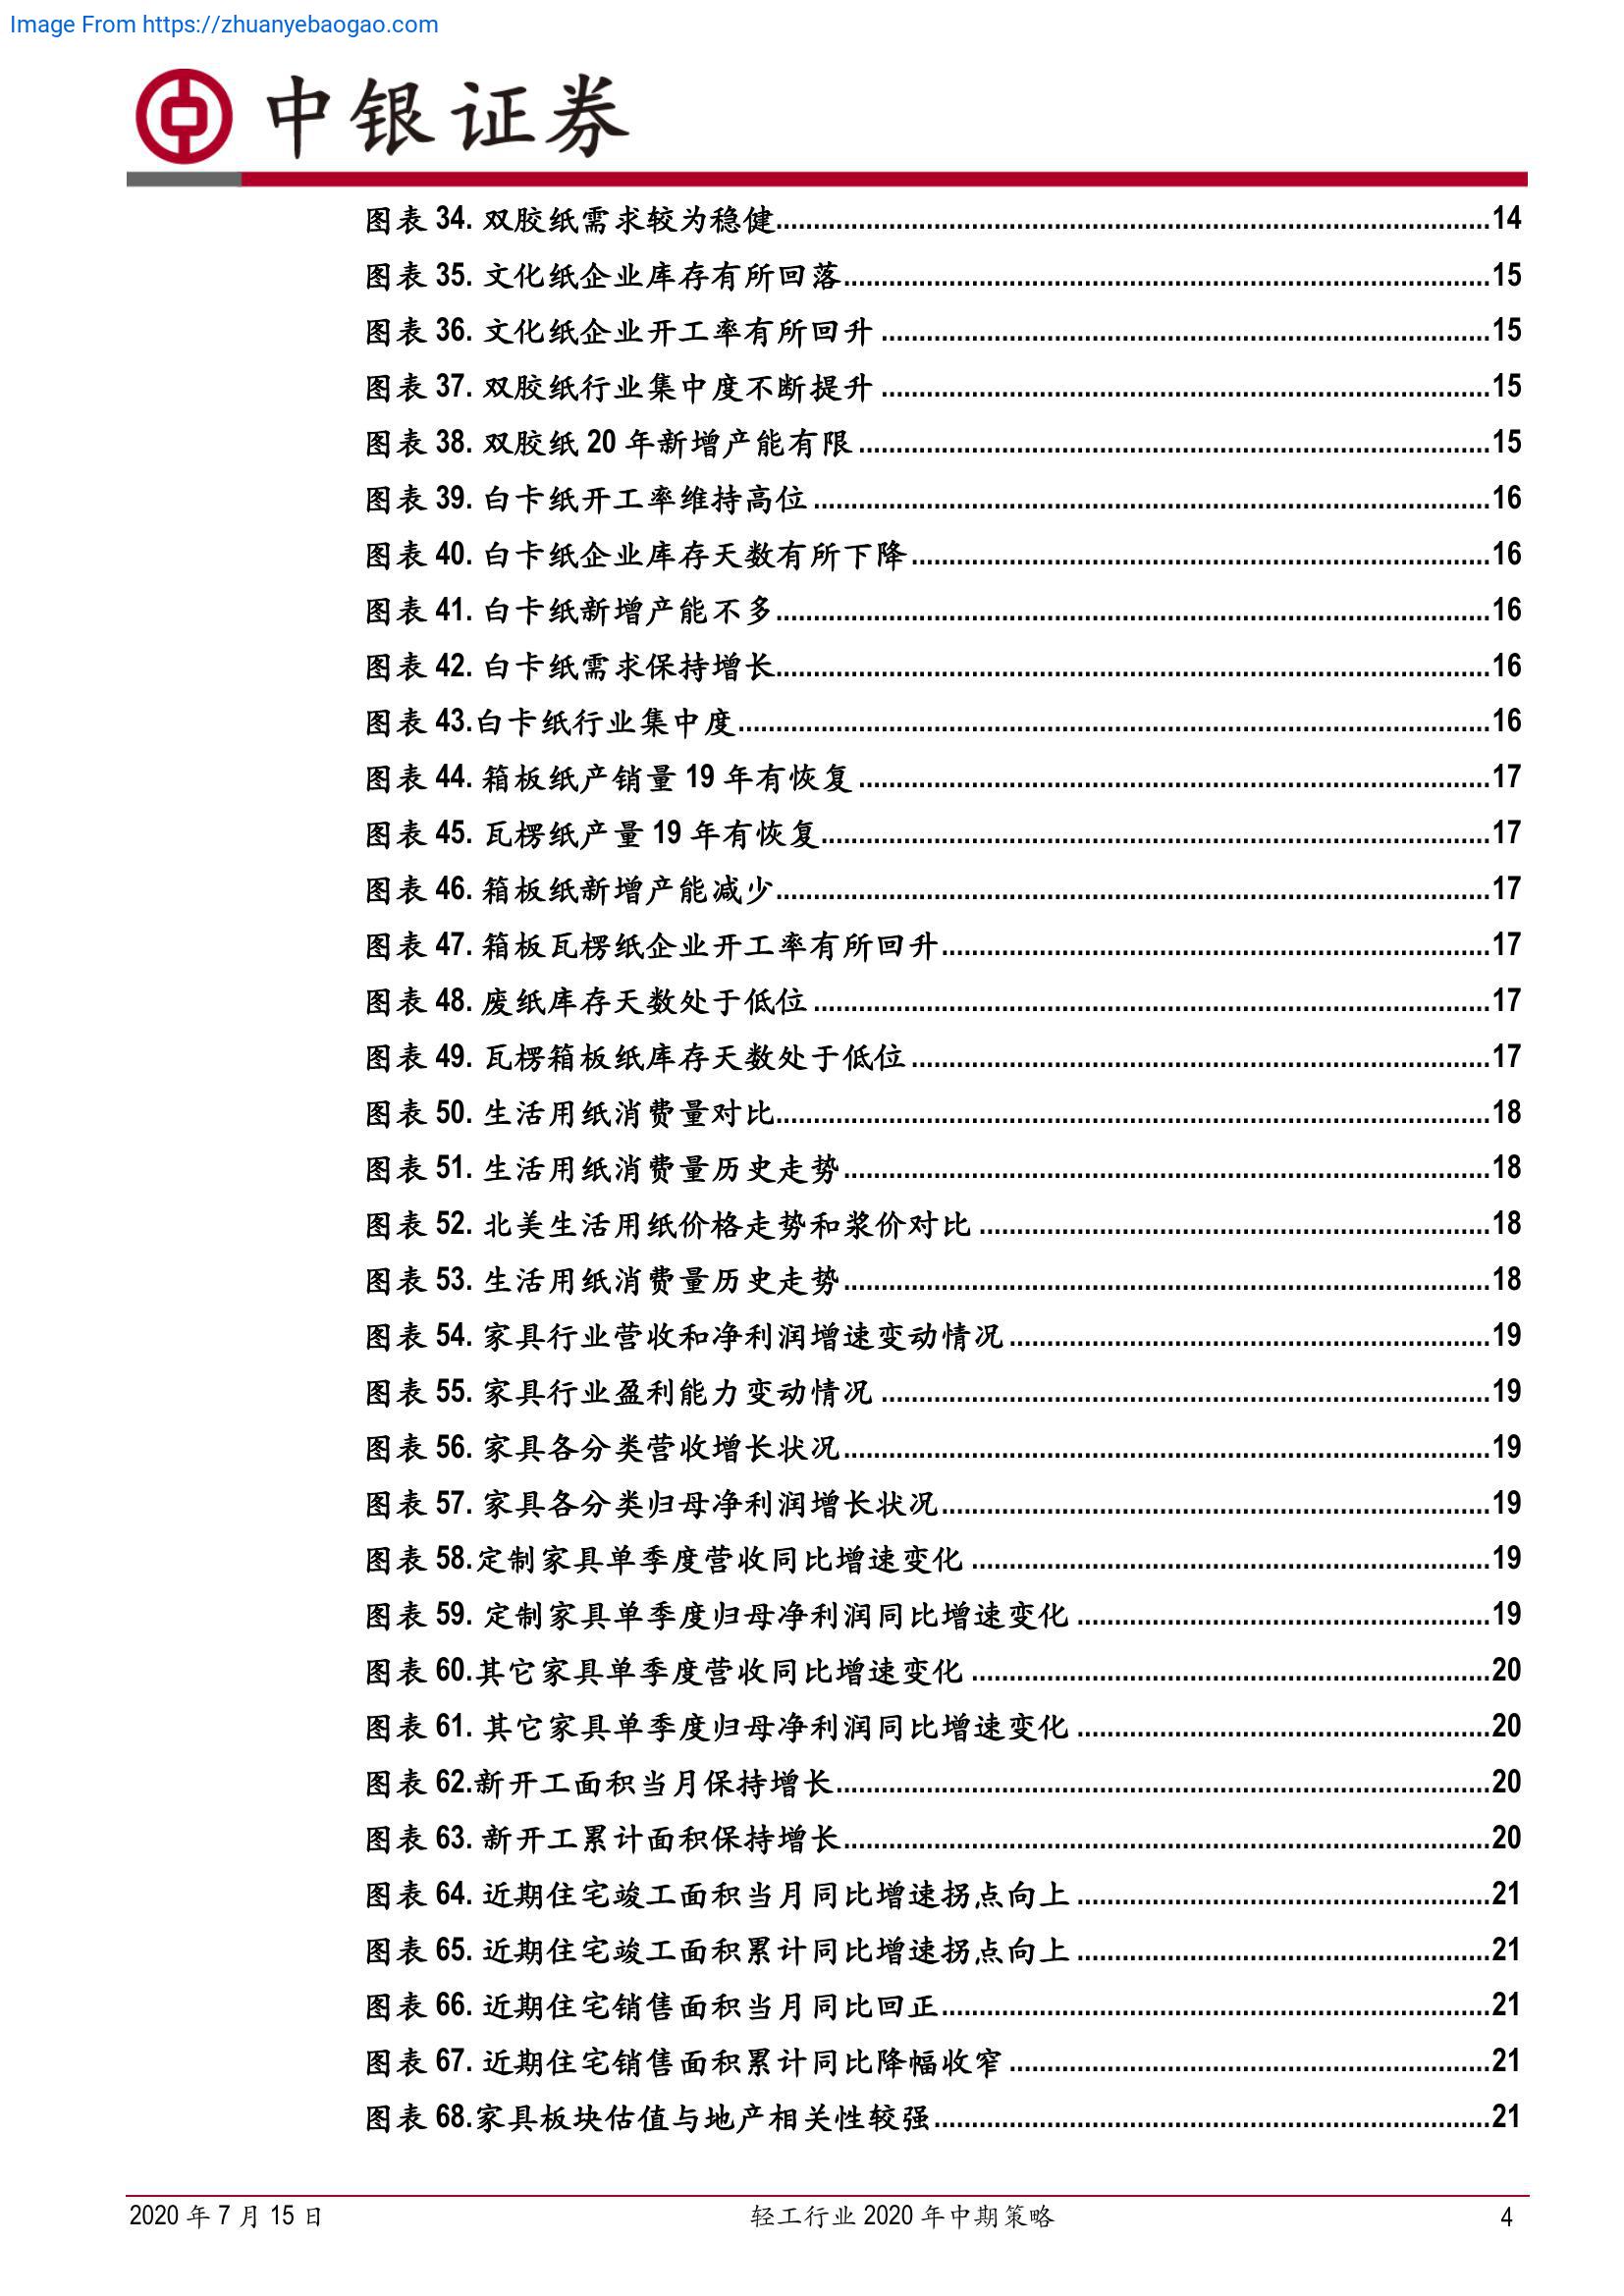 Image From https://zhuanyebaogao.com
中银证券
图表 34. 双胶纸需求较为稳健....................14
图表 35. 文化纸企业库存有所回落....................15
图表 36. 文化纸企业开工率有所回升....................15
图表 37. 双胶纸行业集中度不断提升....................15
图表 38. 双胶纸 20 年新增产能有限....................15
图表 39. 白卡纸开工率维持高位....................16
图表 40. 白卡纸企业库存天数有所下降....................16
图表 41. 白卡纸新增产能不多....................16
图表 42. 白卡纸需求保持增长....................16
图表 43.白卡纸行业集中度....................16
图表 44. 箱板纸产销量 19 年有恢复....................17
图表 45. 瓦楞纸产量 19 年有恢复....................17
图表 46. 箱板纸新增产能减少....................17
图表 47. 箱板瓦楞纸企业开工率有所回升....................17
图表 48. 废纸库存天数处于低位....................17
图表 49. 瓦楞箱板纸库存天数处于低位....................17
图表 50. 生活用纸消费量对比....................18
图表 51. 生活用纸消费量历史走势....................18
图表 52. 北美生活用纸价格走势和浆价对比....................18
图表 53. 生活用纸消费量历史走势....................18
图表 54. 家具行业营收和净利润增速变动情况....................19
图表 55. 家具行业盈利能力变动情况....................19
图表 56. 家具各分类营收增长状况....................19
图表 57. 家具各分类归母净利润增长状况....................19
图表 58.定制家具单季度营收同比增速变化....................19
图表 59. 定制家具单季度归母净利润同比增速变化....................19
图表 60.其它家具单季度营收同比增速变化....................20
图表 61. 其它家具单季度归母净利润同比增速变化....................20
图表 62.新开工面积当月保持增长....................20
图表 63. 新开工累计面积保持增长....................20
图表 64. 近期住宅竣工面积当月同比增速拐点向上....................21
图表 65. 近期住宅竣工面积累计同比增速拐点向上....................21
图表 66. 近期住宅销售面积当月同比回正....................21
图表 67. 近期住宅销售面积累计同比降幅收窄....................21
图表 68.家具板块估值与地产相关性较强....................21
2020 年 7 月 15 日 轻工行业 2020 年中期策略 4